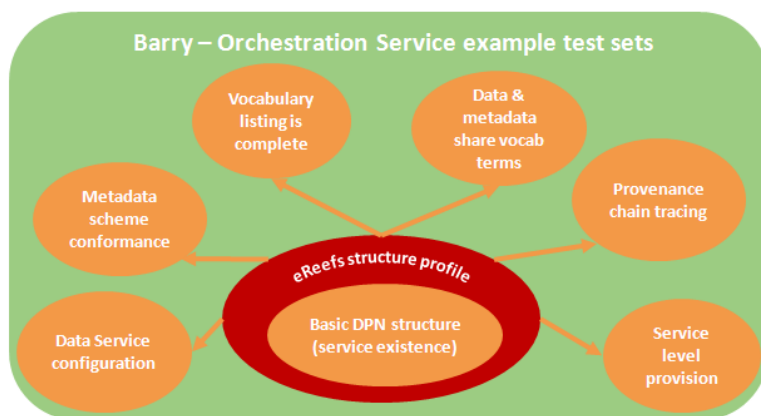 Barry – Orchestration Service example test sets
Vocabulary
listing is
complete
Data &
metadata
share vocab
terms
Metadata
scheme
conformance
Provenance
chain tracing
eReefs structure profile
Basic DPN structure
(service existence)
Data Service
configuration
Service
level
provision